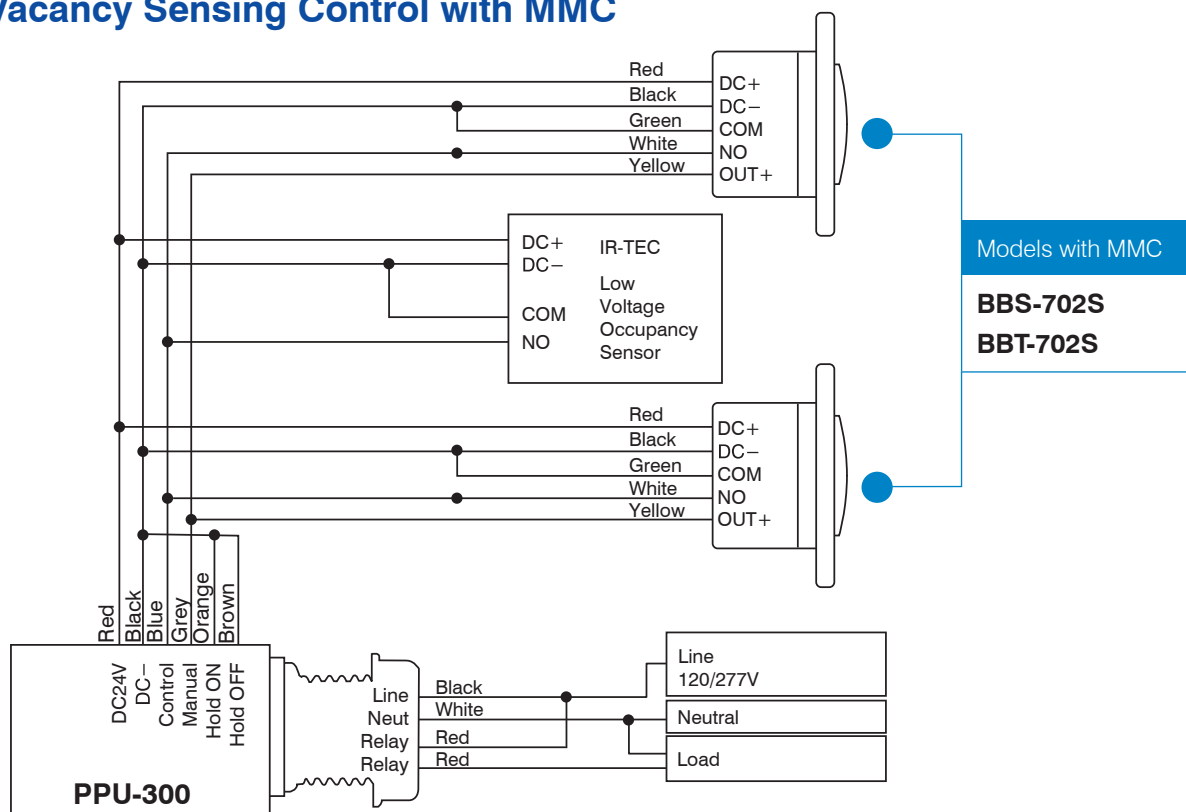 Vacancy Sensing Control with MMC
Red
Black
Green
White
Yellow
DC+
DC−
COM
NO
OUT+
DC+
DC−
COM
NO
IR-TEC
Low
Voltage
Occupancy
Sensor
Models with MMC
BBS-702S
BBT-702S
Red
Black
Green
White
Yellow
DC+
DC−
COM
NO
OUT+
Red
Black
Blue
Grey
Orange
Brown
DC24V
DC−
Control
Manual
Hold ON
Hold OFF
PPU-300
Line
Neut
Relay
Relay
Black
White
Red
Red
Line
120/277V
Neutral
Load